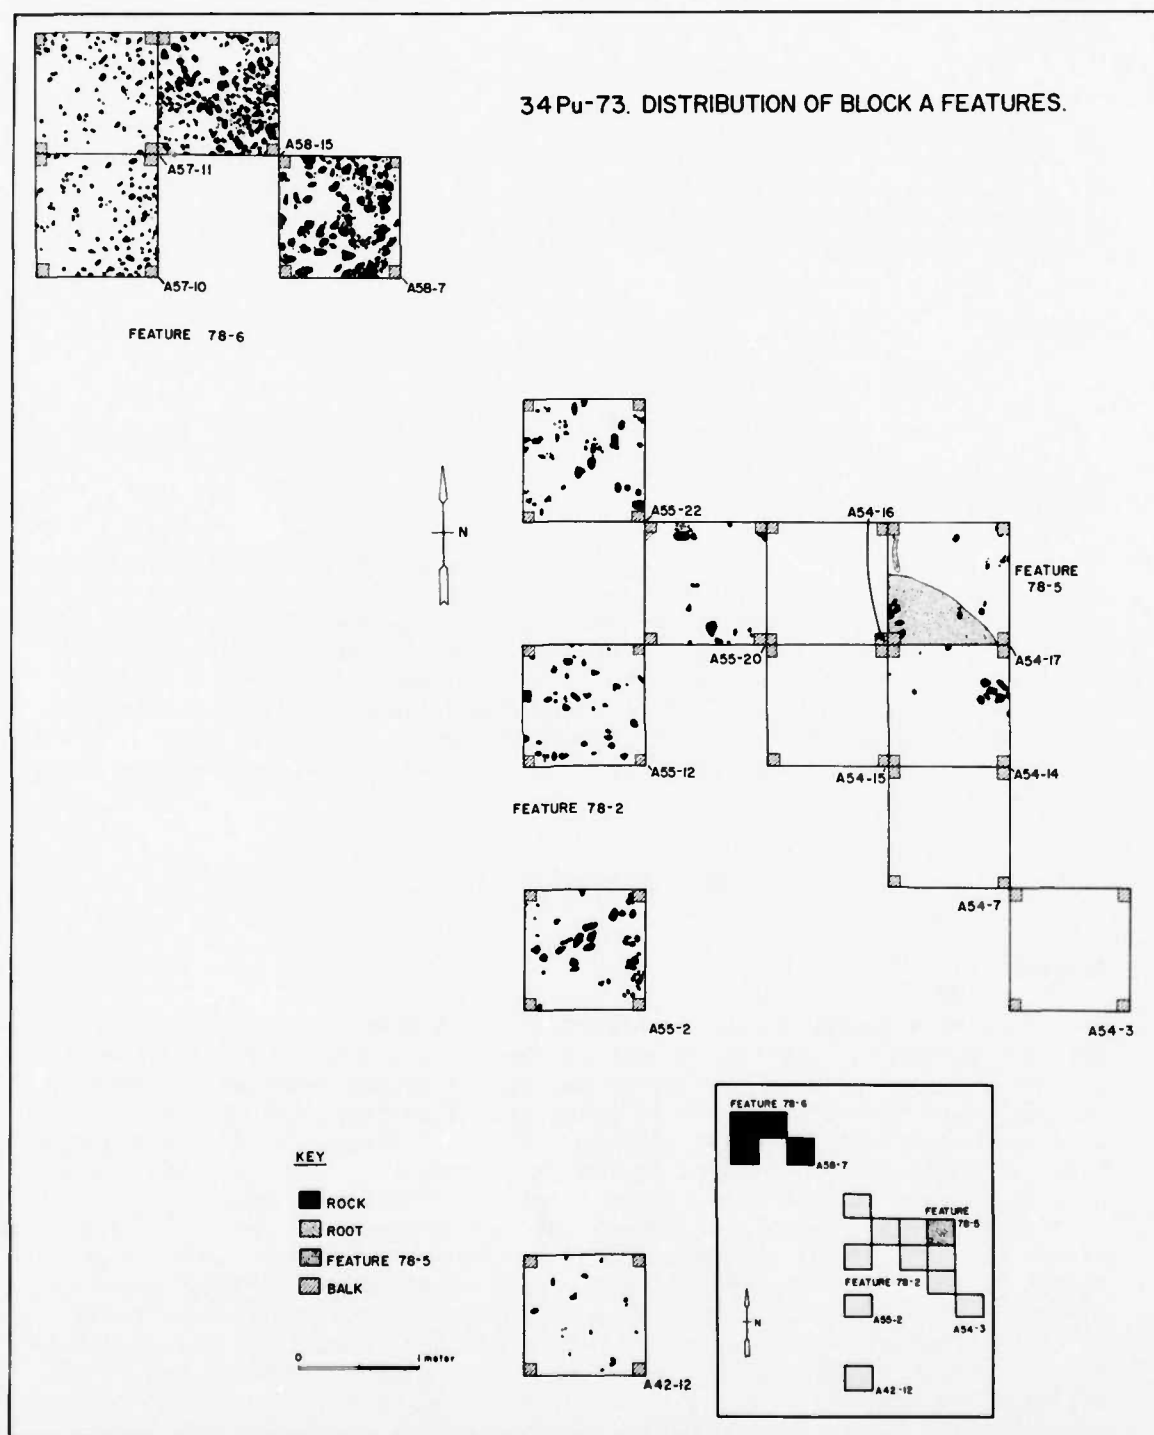 34Pu-73. DISTRIBUTION OF BLOCK A FEATURES.
A58-15
A57-11
A57-10
A58-7
FEATURE 78-6
A55-22
A54-16
N
FEATURE
78-5
A55-20
A54-17
A55-12
A54-15
A54-14
FEATURE 78-2
A54-7
A55-2
A54-3
KEY
ROCK
ROOT
FEATURE 78-5
BALK
0
1 meter
A42-12
FEATURE 78-6
A58-7
FEATURE
78-5
FEATURE 78-2
A55-2
A54-3
N
A42-12